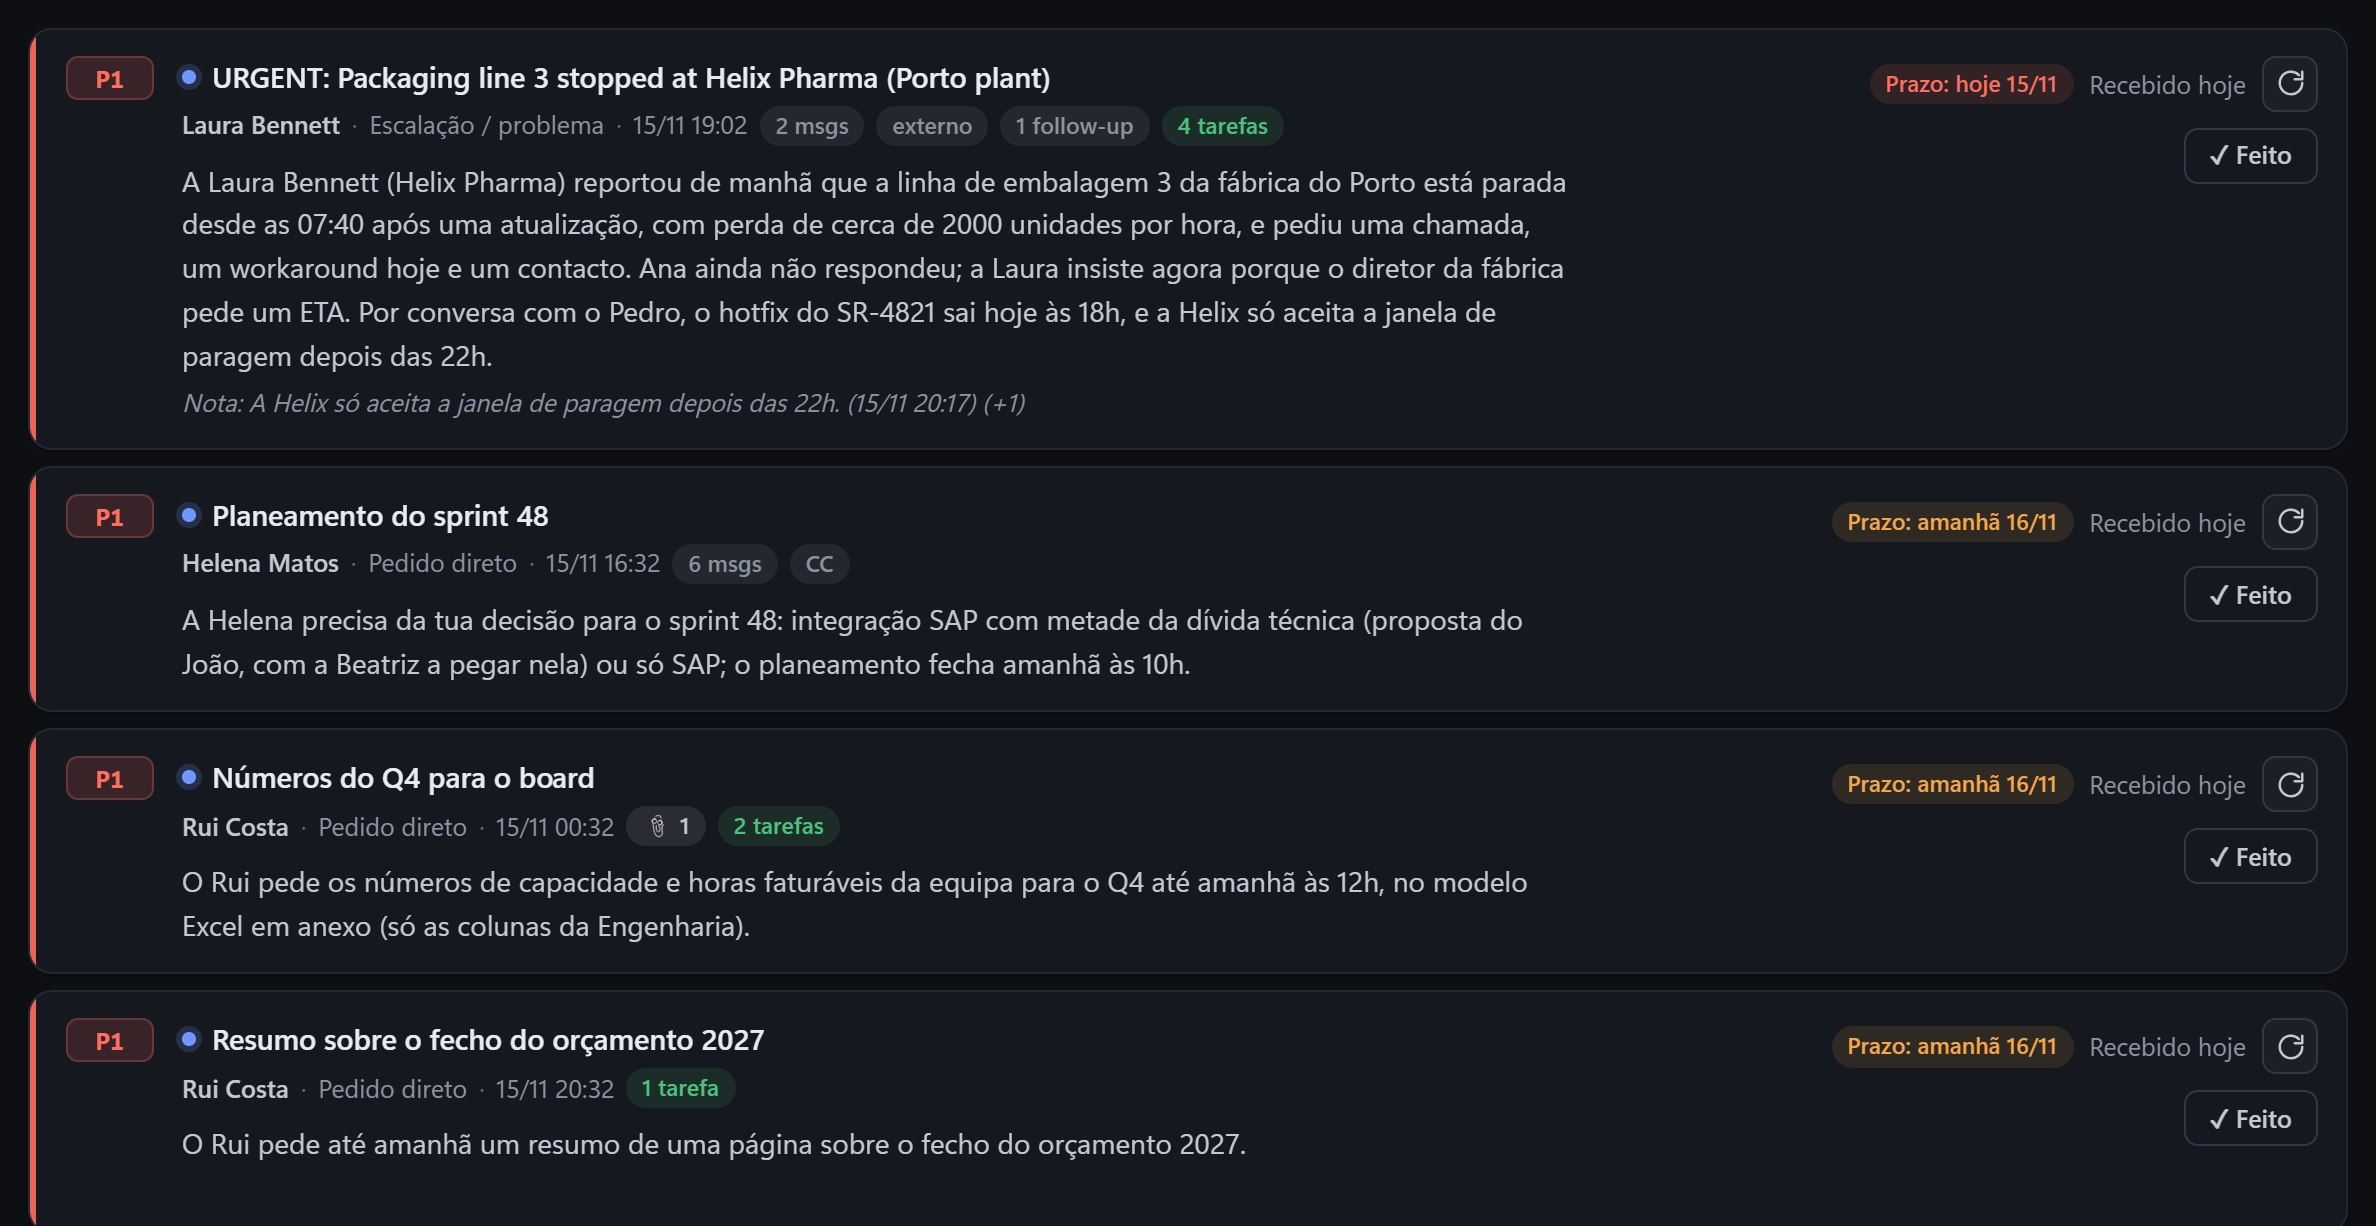 P1 URGENT: Packaging line 3 stopped at Helix Pharma (Porto plant) Prazo: hoje 15/11 Recebido hoje
Laura Bennett · Escalação / problema · 15/11 19:02 2 msgs externo 1 follow-up 4 tarefas
✓ Feito
A Laura Bennett (Helix Pharma) reportou de manhã que a linha de embalagem 3 da fábrica do Porto está parada
desde as 07:40 após uma atualização, com perda de cerca de 2000 unidades por hora, e pediu uma chamada,
um workaround hoje e um contacto. Ana ainda não respondeu; a Laura insiste agora porque o diretor da fábrica
pede um ETA. Por conversa com o Pedro, o hotfix do SR-4821 sai hoje às 18h, e a Helix só aceita a janela de
paragem depois das 22h.
Nota: A Helix só aceita a janela de paragem depois das 22h. (15/11 20:17) (+1)
P1 Planeamento do sprint 48 Prazo: amanhã 16/11 Recebido hoje
Helena Matos · Pedido direto · 15/11 16:32 6 msgs CC
✓ Feito
A Helena precisa da tua decisão para o sprint 48: integração SAP com metade da dívida técnica (proposta do
João, com a Beatriz a pegar nela) ou só SAP; o planeamento fecha amanhã às 10h.
P1 Números do Q4 para o board Prazo: amanhã 16/11 Recebido hoje
Rui Costa · Pedido direto · 15/11 00:32 1 2 tarefas
✓ Feito
O Rui pede os números de capacidade e horas faturáveis da equipa para o Q4 até amanhã às 12h, no modelo
Excel em anexo (só as colunas da Engenharia).
P1 Resumo sobre o fecho do orçamento 2027 Prazo: amanhã 16/11 Recebido hoje
Rui Costa · Pedido direto · 15/11 20:32 1 tarefa
✓ Feito
O Rui pede até amanhã um resumo de uma página sobre o fecho do orçamento 2027.